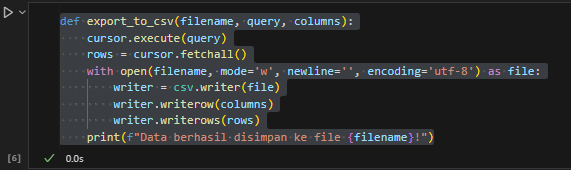 def export_to_csv(filename, query, columns):
    cursor.execute(query)
    rows = cursor.fetchall()
    with open(filename, mode='w', newline='', encoding='utf-8') as file:
        writer = csv.writer(file)
        writer.writerow(columns)
        writer.writerows(rows)
    print(f"Data berhasil disimpan ke file {filename}!")
[6] 0.0s